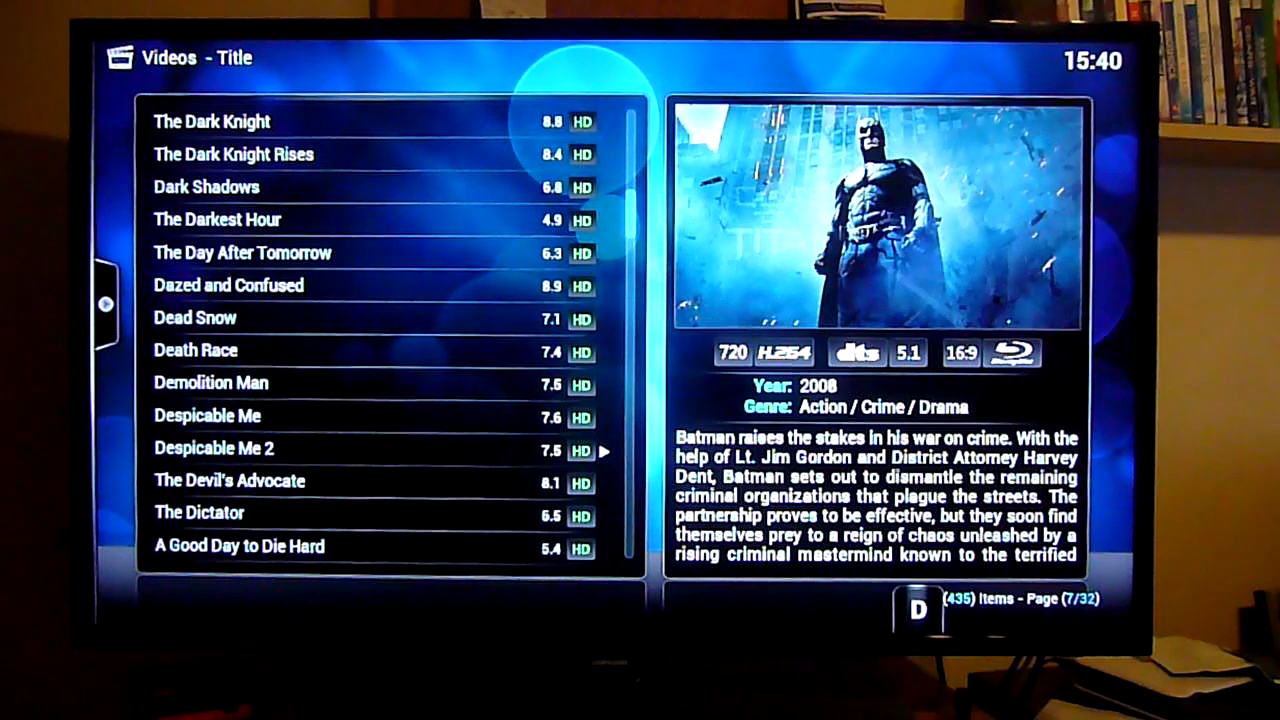 Videos - Title
15:40
The Dark Knight 8.8 HD
The Dark Knight Rises 8.4 HD
Dark Shadows 6.8 HD
The Darkest Hour 4.9 HD
The Day After Tomorrow 6.3 HD
Dazed and Confused 8.9 HD
Dead Snow 7.1 HD
Death Race 7.4 HD
Demolition Man 7.5 HD
Despicable Me 7.6 HD
Despicable Me 2 7.5 HD
The Devil's Advocate 8.1 HD
The Dictator 6.5 HD
A Good Day to Die Hard 5.4 HD
720 H.264 dts 5.1 16:9
Year: 2008
Genre: Action / Crime / Drama
Batman raises the stakes in his war on crime. With the
help of Lt. Jim Gordon and District Attorney Harvey
Dent, Batman sets out to dismantle the remaining
criminal organizations that plague the streets. The
partnership proves to be effective, but they soon find
themselves prey to a reign of chaos unleashed by a
rising criminal mastermind known to the terrified
D
(435) Items - Page (7/32)